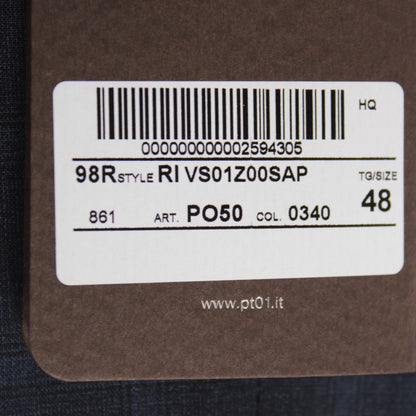 HQ
000000000002594305
98R STYLE RI VS01Z00SAP TG/SIZE
861 ART. PO50 COL. 0340 48
www.pt01.it